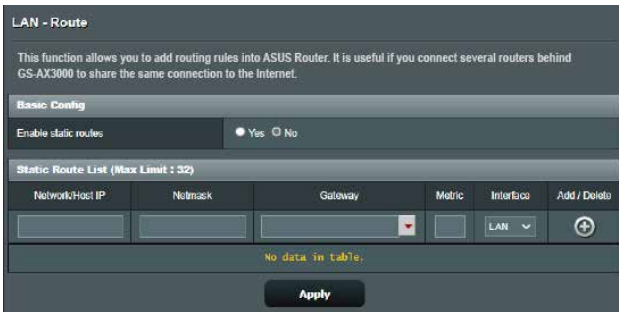 LAN - Route
This function allows you to add routing rules into ASUS Router. It is useful if you connect several routers behind
GS-AX3000 to share the same connection to the Internet.
Basic Config
Enable static routes Yes No
Static Route List (Max Limit : 32)
Network/Host IP Netmask Gateway Metric Interface Add / Delete
LAN
No data in table.
Apply